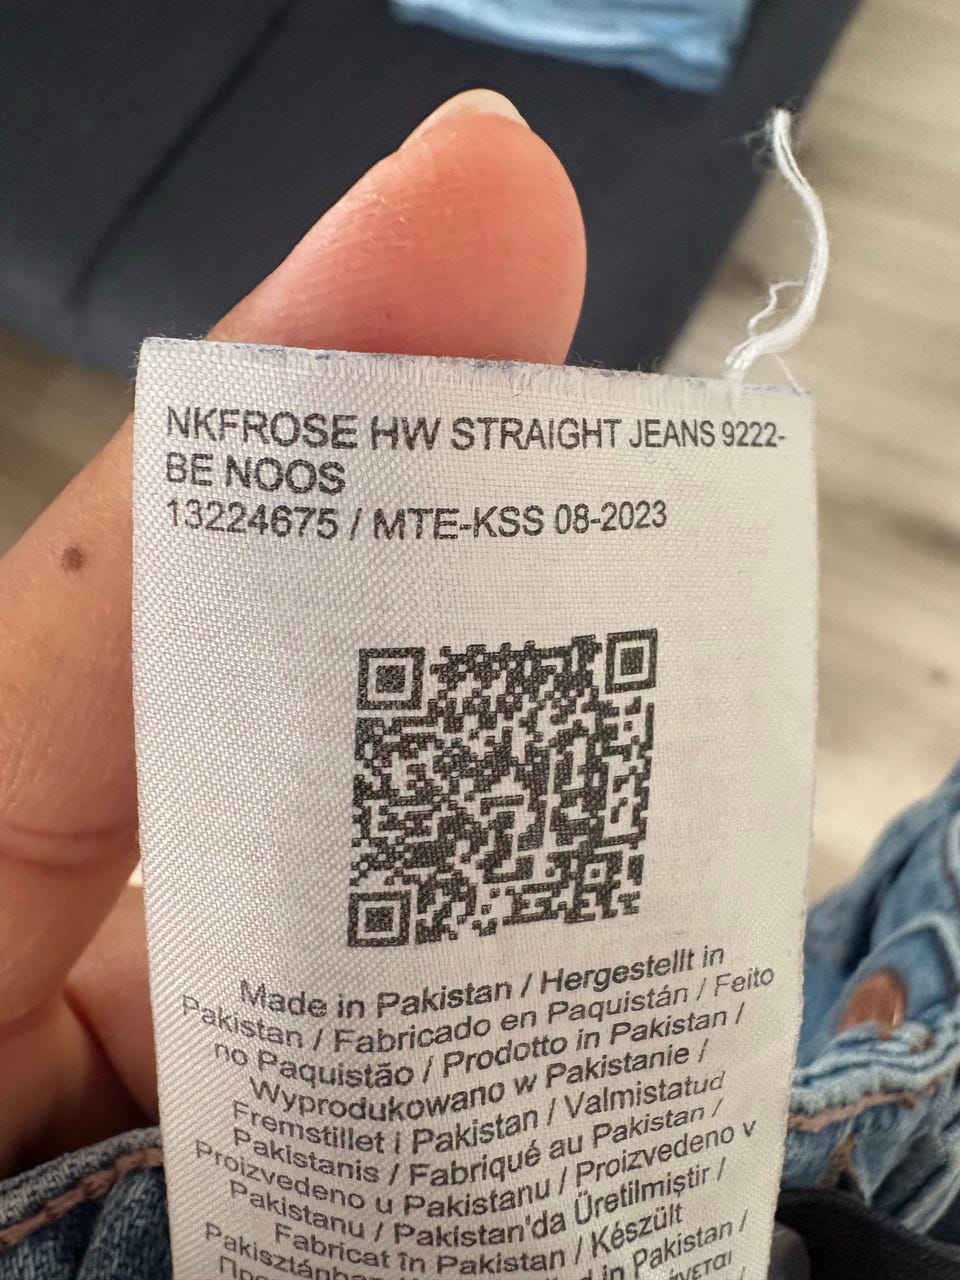 NKFROSE HW STRAIGHT JEANS 9222-
BE NOOS
13224675 / MTE-KSS 08-2023
Made in Pakistan / Hergestellt in
Pakistan / Fabricado en Paquistán / Feito
no Paquistão / Prodotto in Pakistan /
Wyprodukowano w Pakistanie /
Fremstillet i Pakistan / Valmistatud
Pakistanis / Fabriqué au Pakistan /
Proizvedeno u Pakistanu / Proizvedeno v
Pakistanu / Pakistan'da Üretilmiştir /
Fabricat în Pakistan / Készült
in Pakistan /